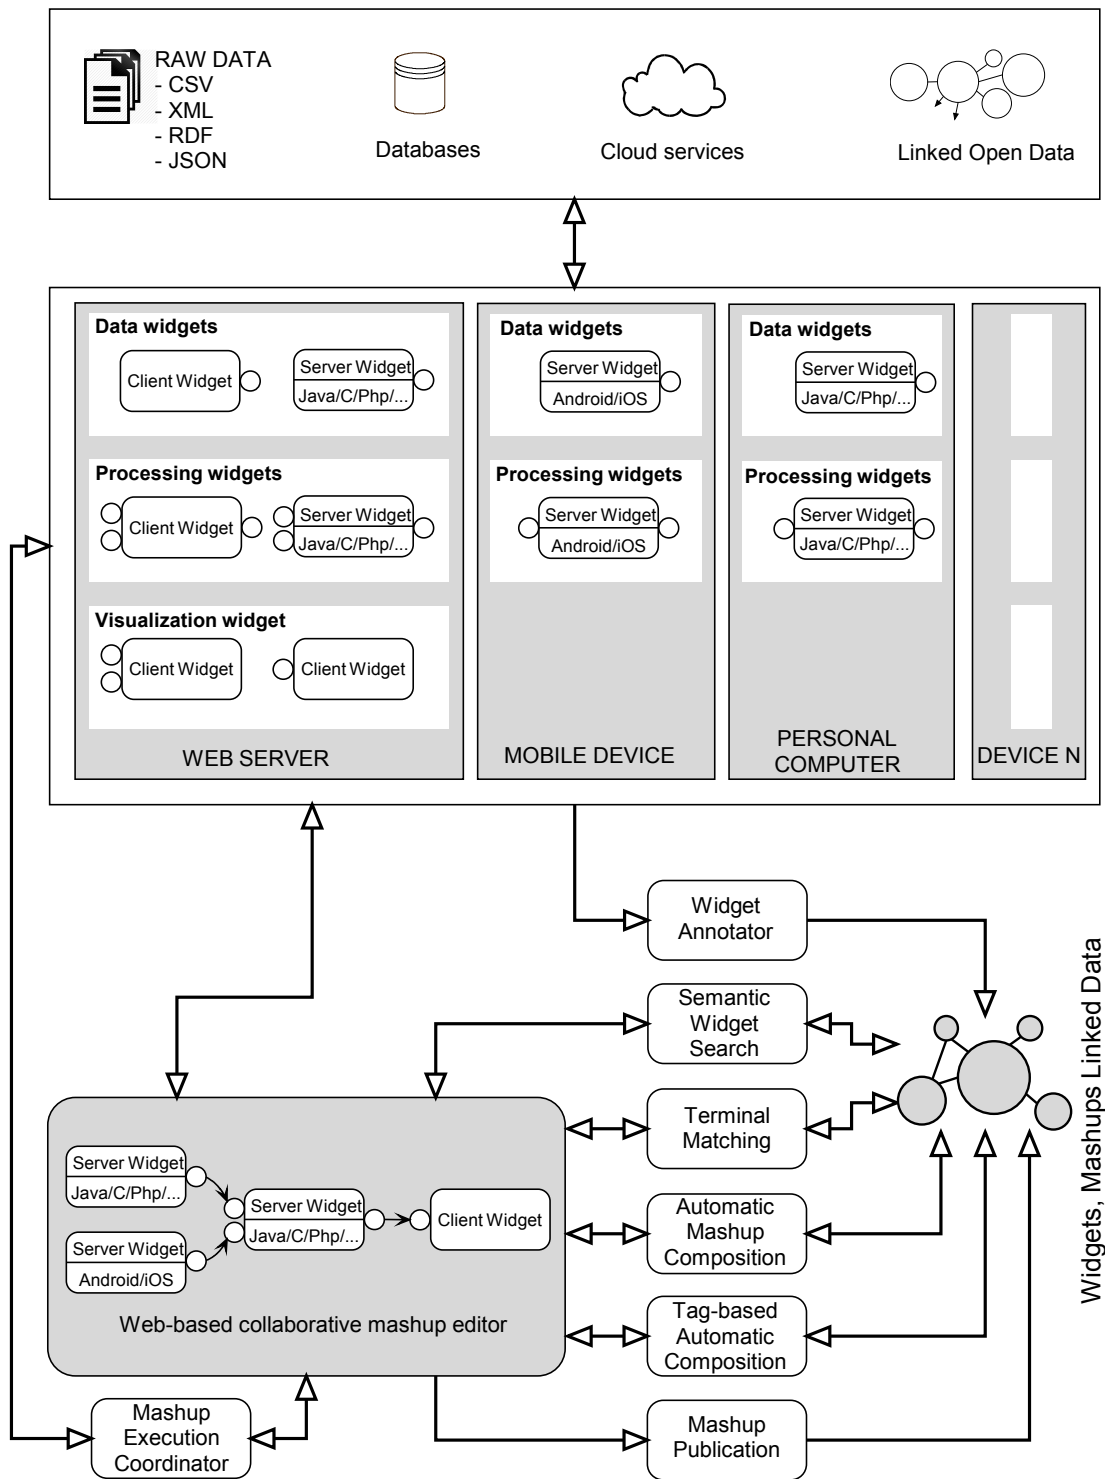 RAW DATA
- CSV
- XML
- RDF
- JSON
Databases
Cloud services
Linked Open Data
Data widgets
Client Widget
Server Widget
Java/C/Php/...
Processing widgets
Client Widget
Server Widget
Java/C/Php/...
Visualization widget
Client Widget
Client Widget
WEB SERVER
Data widgets
Server Widget
Android/iOS
Processing widgets
Server Widget
Android/iOS
MOBILE DEVICE
Data widgets
Server Widget
Java/C/Php/...
Processing widgets
Server Widget
Java/C/Php/...
PERSONAL
COMPUTER
DEVICE N
Widget
Annotator
Semantic
Widget
Search
Terminal
Matching
Automatic
Mashup
Composition
Tag-based
Automatic
Composition
Mashup
Publication
Widgets, Mashups Linked Data
Server Widget
Java/C/Php/...
Server Widget
Android/iOS
Server Widget
Java/C/Php/...
Client Widget
Web-based collaborative mashup editor
Mashup
Execution
Coordinator